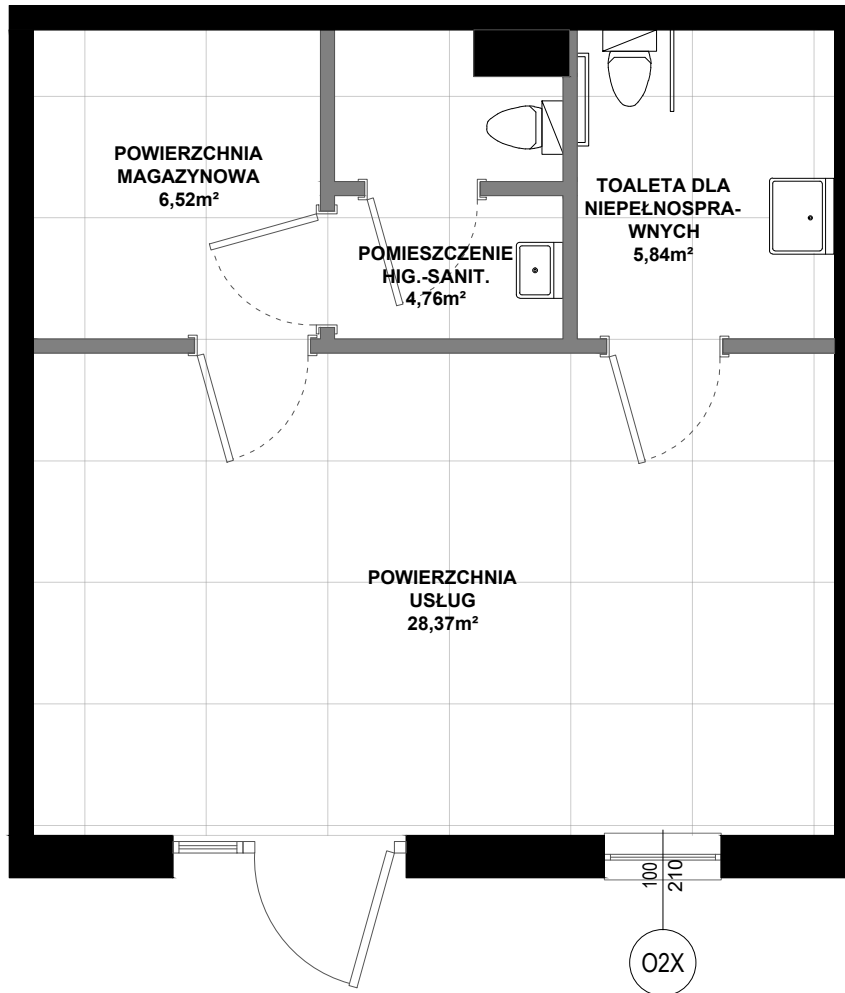 POWIERZCHNIA
MAGAZYNOWA
6,52m²
TOALETA DLA
NIEPEŁNOSPRA-
WNYCH
5,84m²
POMIESZCZENIE
HIG.-SANIT.
4,76m²
POWIERZCHNIA
USŁUG
28,37m²
100
210
O2X